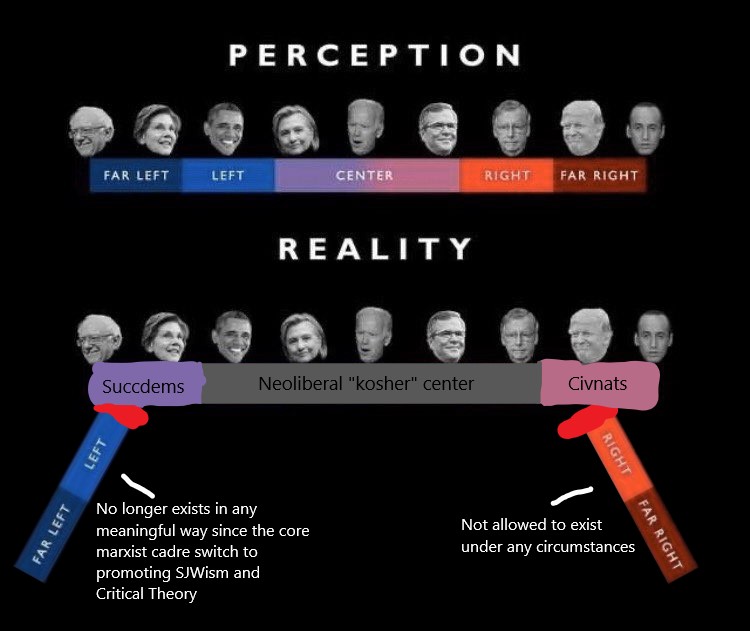 PERCEPTION
FAR LEFT LEFT CENTER RIGHT FAR RIGHT
REALITY
Succdems Neoliberal "kosher" center Civnats
LEFT
FAR LEFT
RIGHT
FAR RIGHT
No longer exists in any
meaningful way since the core
marxist cadre switch to
promoting SJWism and
Critical Theory
Not allowed to exist
under any circumstances